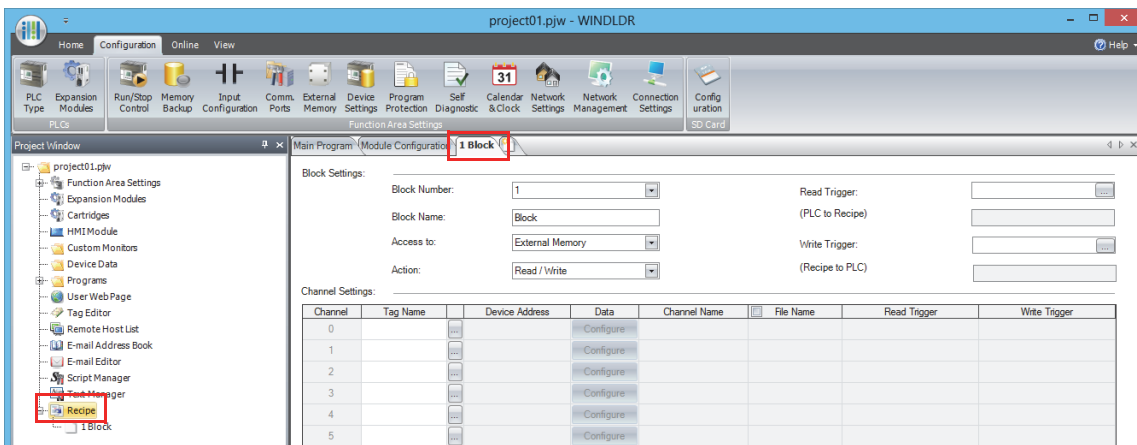 project01.pjw - WINDLDR
Home Configuration Online View Help
PLC Type
Expansion Modules
Run/Stop Control
Memory Backup
Input Configuration
Comm. Ports
External Memory
Device Settings
Program Protection
Self Diagnostic
31
Calendar & Clock
Network Settings
Network Management
Connection Settings
Config uration
PLCs Function Area Settings SD Card
Project Window
Main Program Module Configuration 1 Block
project01.pjw
Function Area Settings
Expansion Modules
Cartridges
HMI Module
Custom Monitors
Device Data
Programs
User Web Page
Tag Editor
Remote Host List
E-mail Address Book
E-mail Editor
Script Manager
Text Manager
Recipe
1 Block
Block Settings:
Block Number: 1
Block Name: Block
Access to: External Memory
Action: Read / Write
Read Trigger: ...
(PLC to Recipe)
Write Trigger: ...
(Recipe to PLC)
Channel Settings:
Channel Tag Name Device Address Data Channel Name File Name Read Trigger Write Trigger
0 ... Configure
1 ... Configure
2 ... Configure
3 ... Configure
4 ... Configure
5 ... Configure